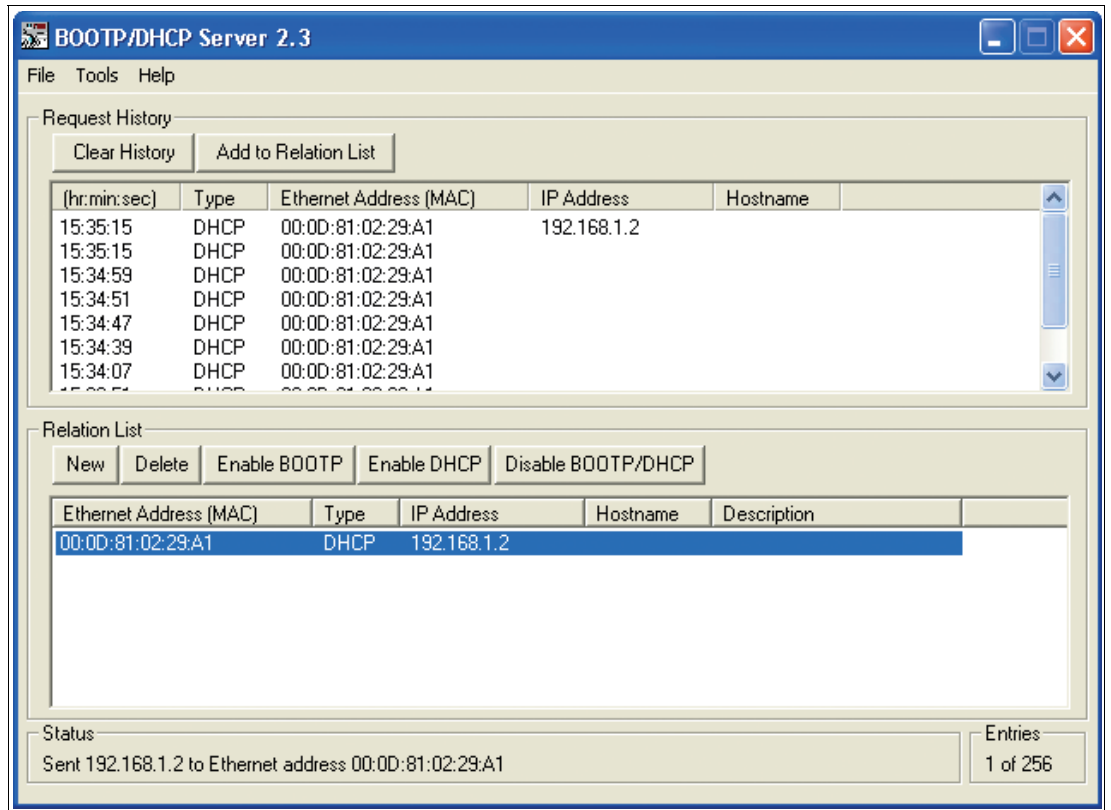 BOOTP/DHCP Server 2.3
File Tools Help
Request History
Clear History Add to Relation List
(hr:min:sec) Type Ethernet Address (MAC) IP Address Hostname
15:35:15 DHCP 00:0D:81:02:29:A1 192.168.1.2
15:35:15 DHCP 00:0D:81:02:29:A1
15:34:59 DHCP 00:0D:81:02:29:A1
15:34:51 DHCP 00:0D:81:02:29:A1
15:34:47 DHCP 00:0D:81:02:29:A1
15:34:39 DHCP 00:0D:81:02:29:A1
15:34:07 DHCP 00:0D:81:02:29:A1
Relation List
New Delete Enable BOOTP Enable DHCP Disable BOOTP/DHCP
Ethernet Address (MAC) Type IP Address Hostname Description
00:0D:81:02:29:A1 DHCP 192.168.1.2
Status
Sent 192.168.1.2 to Ethernet address 00:0D:81:02:29:A1
Entries
1 of 256